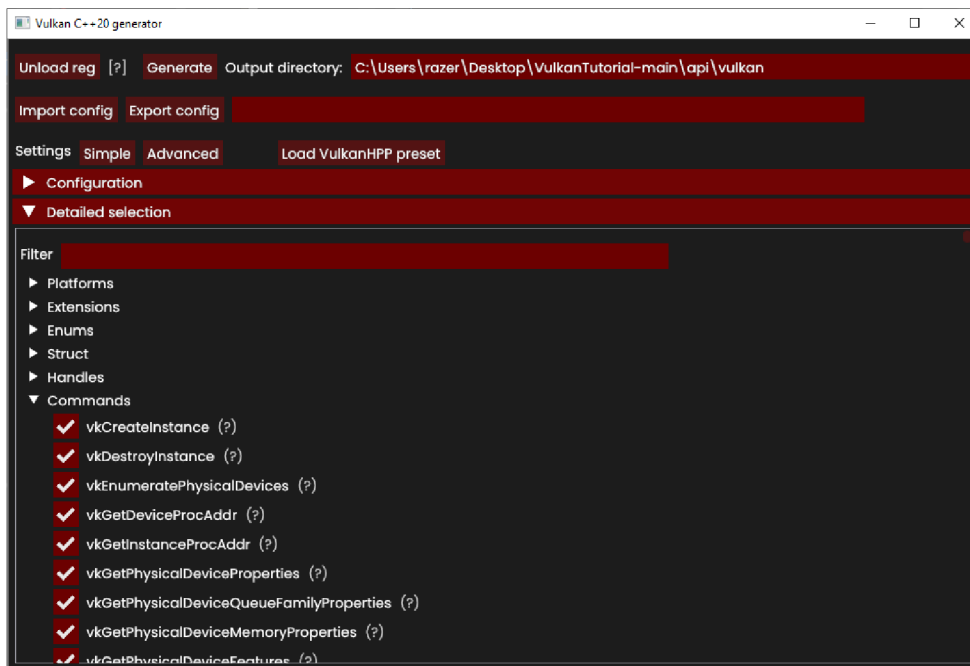 Vulkan C++20 generator
Unload reg [?] Generate Output directory: C:\Users\razer\Desktop\VulkanTutorial-main\api\vulkan
Import config Export config
Settings Simple Advanced Load VulkanHPP preset
Configuration
Detailed selection
Filter
Platforms
Extensions
Enums
Struct
Handles
Commands
vkCreateInstance (?)
vkDestroyInstance (?)
vkEnumeratePhysicalDevices (?)
vkGetDeviceProcAddr (?)
vkGetInstanceProcAddr (?)
vkGetPhysicalDeviceProperties (?)
vkGetPhysicalDeviceQueueFamilyProperties (?)
vkGetPhysicalDeviceMemoryProperties (?)
vkGetPhysicalDeviceFeatures (?)